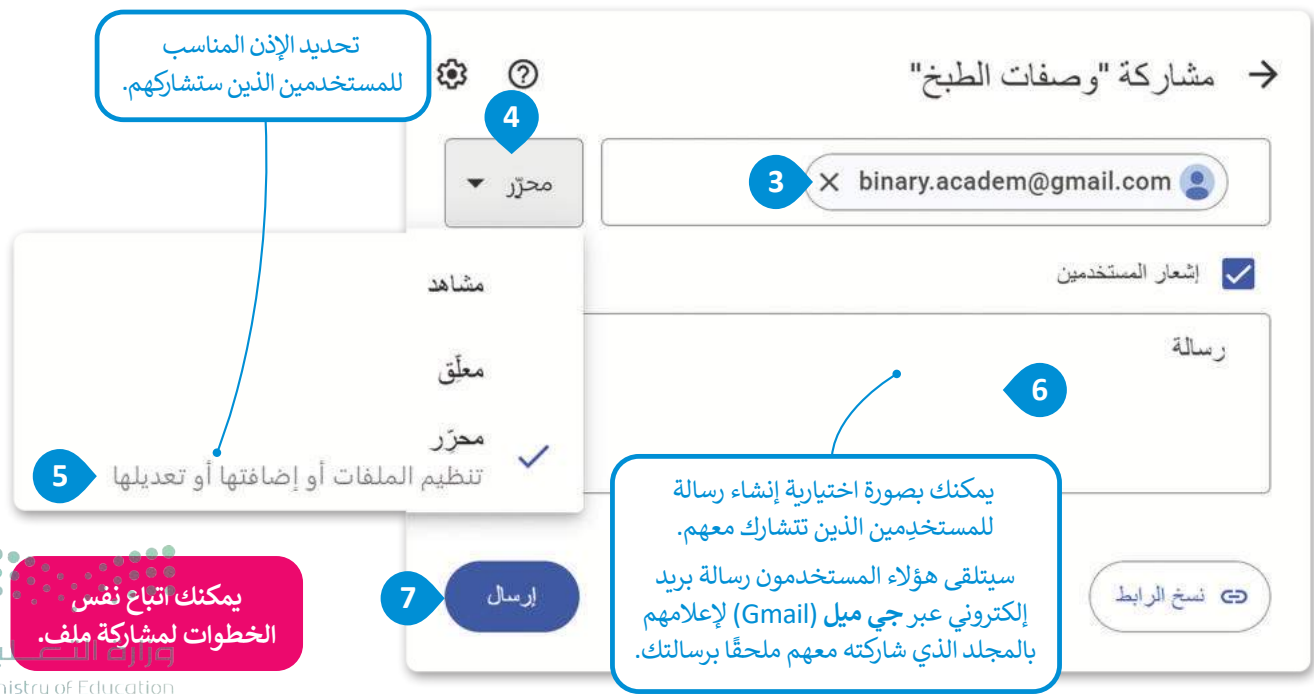 تحديد الإذن المناسب
للمستخدمين الذين ستشاركهم.
مشاركة "وصفات الطبخ"
4
محرّر
3
binary.academ@gmail.com
إشعار المستخدمين
مشاهد
معلّق
محرّر
تنظيم الملفات أو إضافتها أو تعديلها
5
رسالة
6
يمكنك بصورة اختيارية إنشاء رسالة
للمستخدِمين الذين تتشارك معهم.
سيتلقى هؤلاء المستخدمون رسالة بريد
إلكتروني عبر جي ميل (Gmail) لإعلامهم
بالمجلد الذي شاركته معهم ملحقًا برسالتك.
نسخ الرابط
إرسال
7
يمكنك اتباع نفس
الخطوات لمشاركة ملف.
وزارة التعـ
Education